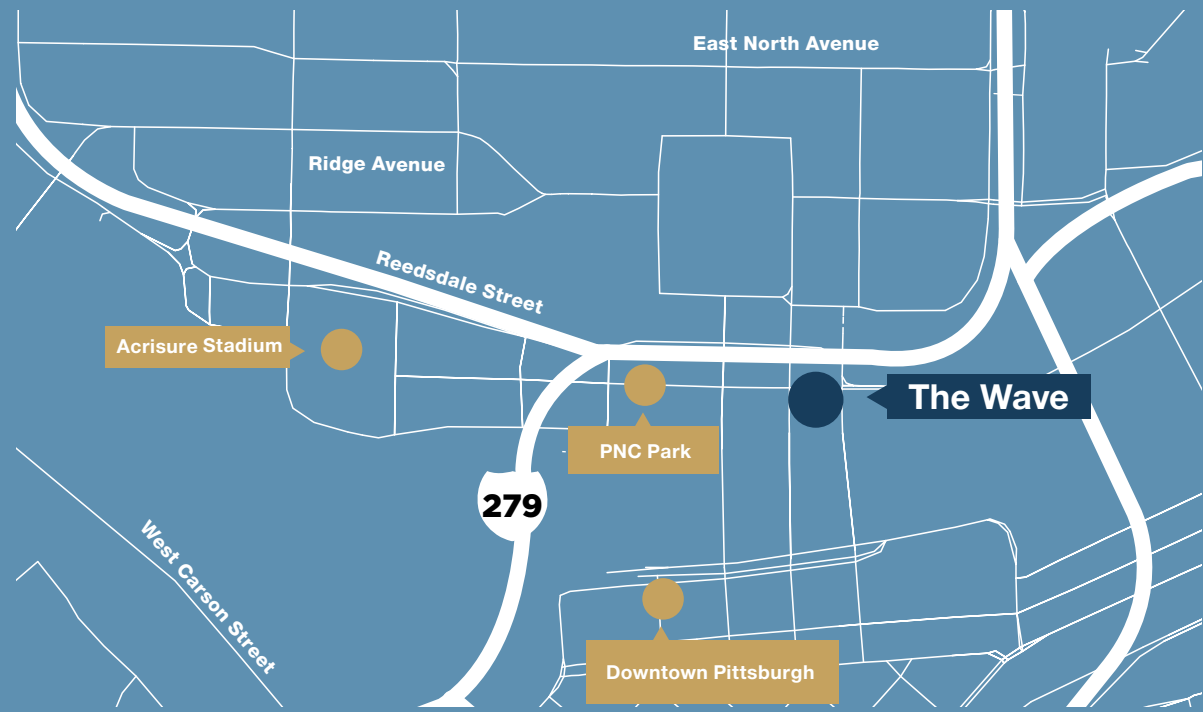 East North Avenue
Ridge Avenue
Reedsdale Street
Acrisure Stadium
The Wave
PNC Park
279
West Carson Street
Downtown Pittsburgh